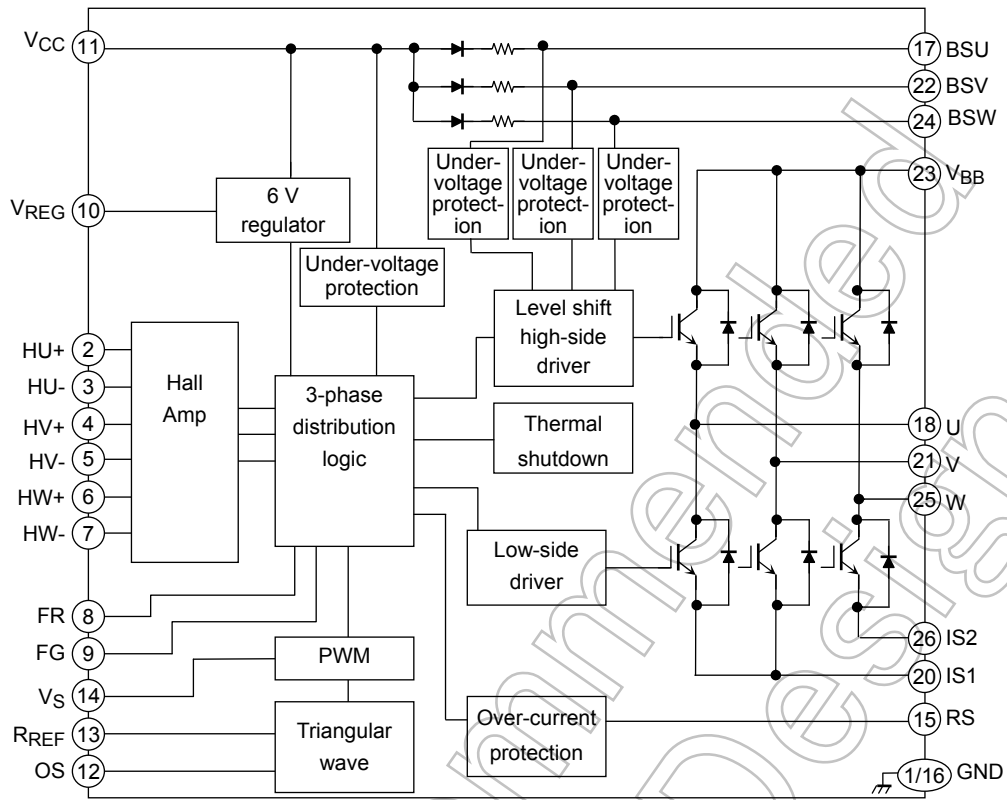 VCC 11
17 BSU
22 BSV
24 BSW
23 VBB
VREG 10
6 V
regulator
Under-
voltage
protect-
ion
Under-
voltage
protect-
ion
Under-
voltage
protect-
ion
Under-voltage
protection
Level shift
high-side
driver
HU+ 2
HU- 3
HV+ 4
HV- 5
HW+ 6
HW- 7
Hall
Amp
3-phase
distribution
logic
Thermal
shutdown
18 U
21 V
25 W
Low-side
driver
FR 8
FG 9
VS 14
RREF 13
OS 12
PWM
Triangular
wave
Over-current
protection
26 IS2
20 IS1
15 RS
1/16 GND
ommended
Design